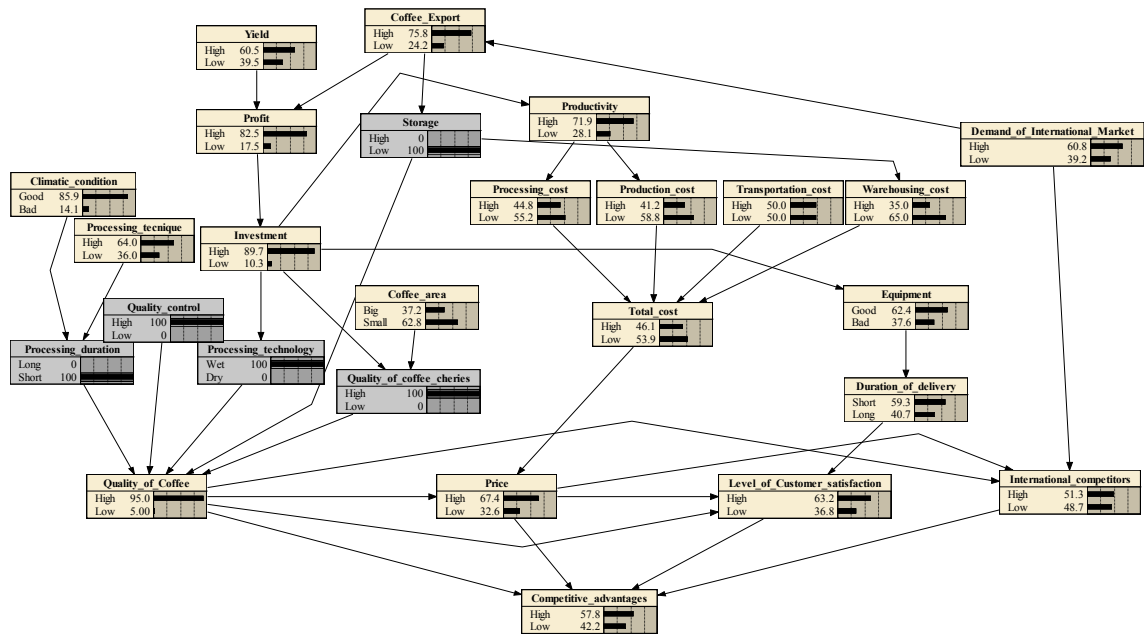 Coffee_Export
High 75.8
Low 24.2
Yield
High 60.5
Low 39.5
Productivity
High 71.9
Low 28.1
Profit
High 82.5
Low 17.5
Storage
High 0
Low 100
Demand_of_International_Market
High 60.8
Low 39.2
Climatic_condition
Good 85.9
Bad 14.1
Processing_cost
High 44.8
Low 55.2
Production_cost
High 41.2
Low 58.8
Transportation_cost
High 50.0
Low 50.0
Warehousing_cost
High 35.0
Low 65.0
Processing_tecnique
High 64.0
Low 36.0
Investment
High 89.7
Low 10.3
Coffee_area
Big 37.2
Small 62.8
Equipment
Good 62.4
Bad 37.6
Quality_control
High 100
Low 0
Total_cost
High 46.1
Low 53.9
Processing_duration
Long 0
Short 100
Processing_technology
Wet 100
Dry 0
Quality_of_coffee_cheries
High 100
Low 0
Duration_of_delivery
Short 59.3
Long 40.7
Quality_of_Coffee
High 95.0
Low 5.00
Price
High 67.4
Low 32.6
Level_of_Customer_satisfaction
High 63.2
Low 36.8
International_competitors
High 51.3
Low 48.7
Competitive_advantages
High 57.8
Low 42.2